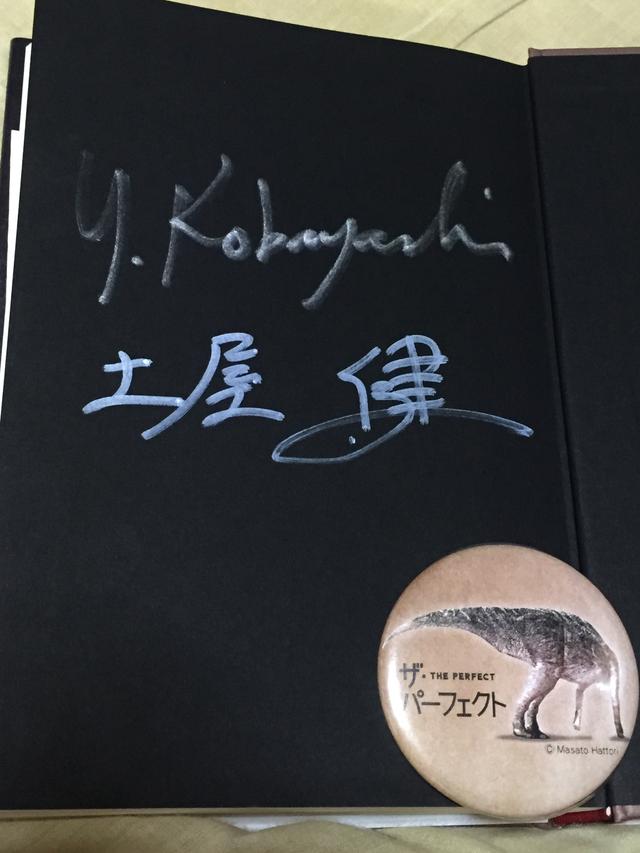 Y. Kobayashi
土屋 健
ザ・ THE PERFECT
パーフェクト
© Masato Hattori